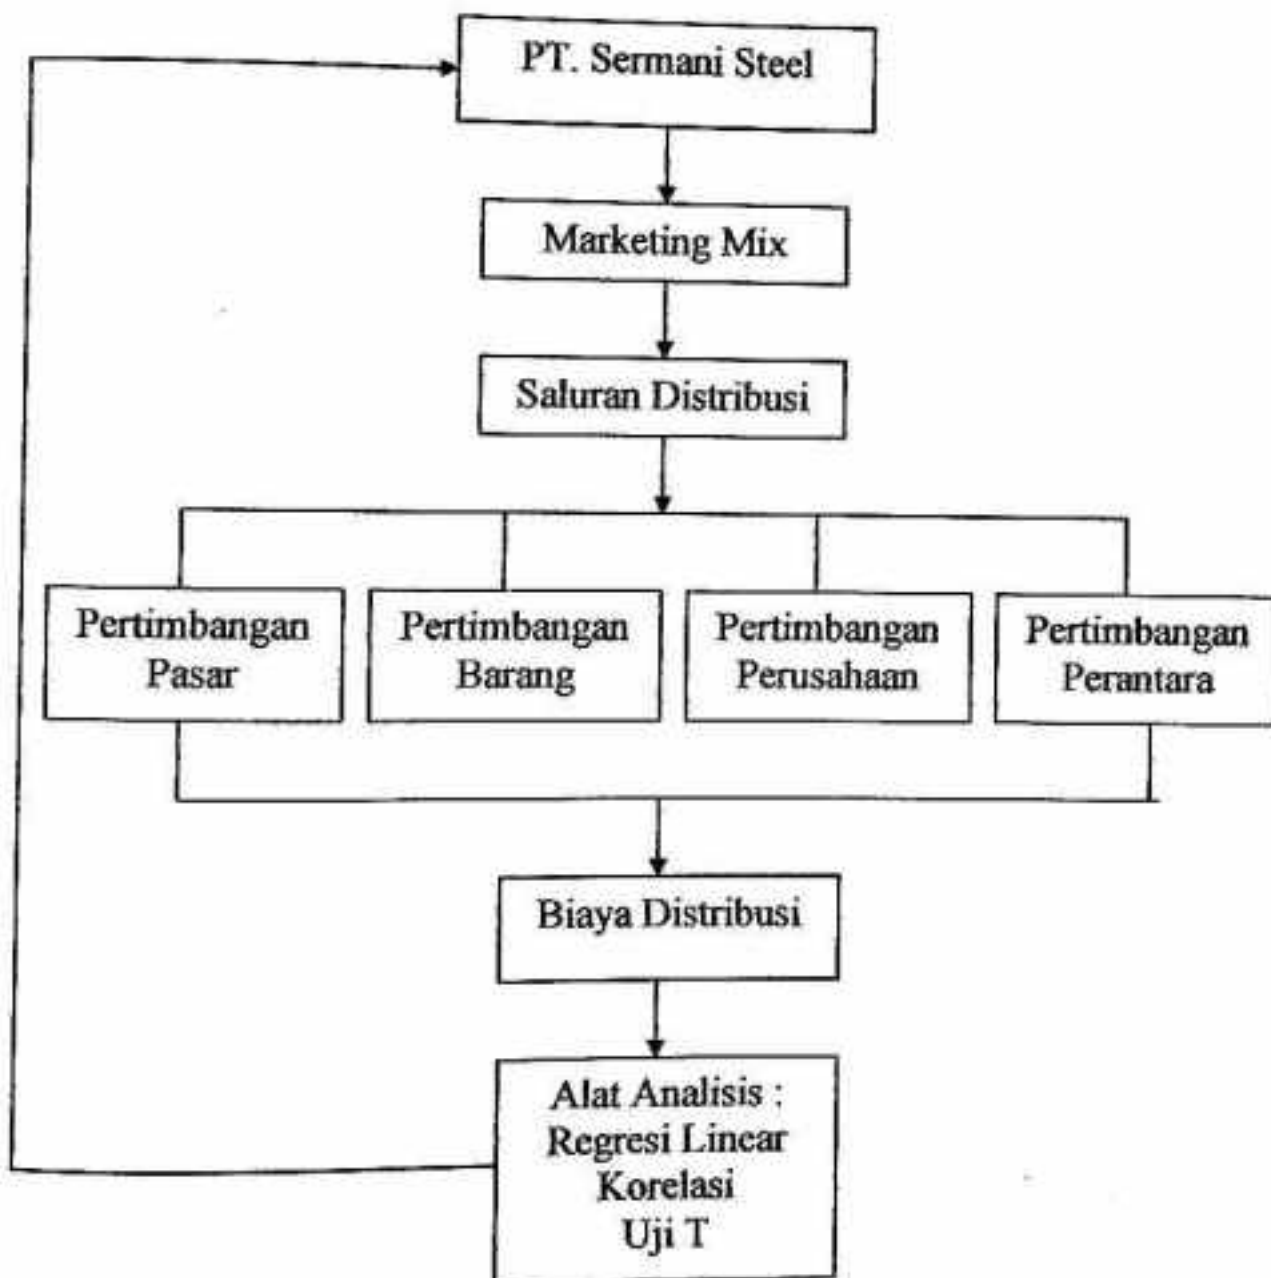 PT. Sermani Steel
Marketing Mix
Saluran Distribusi
Pertimbangan
Pasar
Pertimbangan
Barang
Pertimbangan
Perusahaan
Pertimbangan
Perantara
Biaya Distribusi
Alat Analisis :
Regresi Linear
Korelasi
Uji T